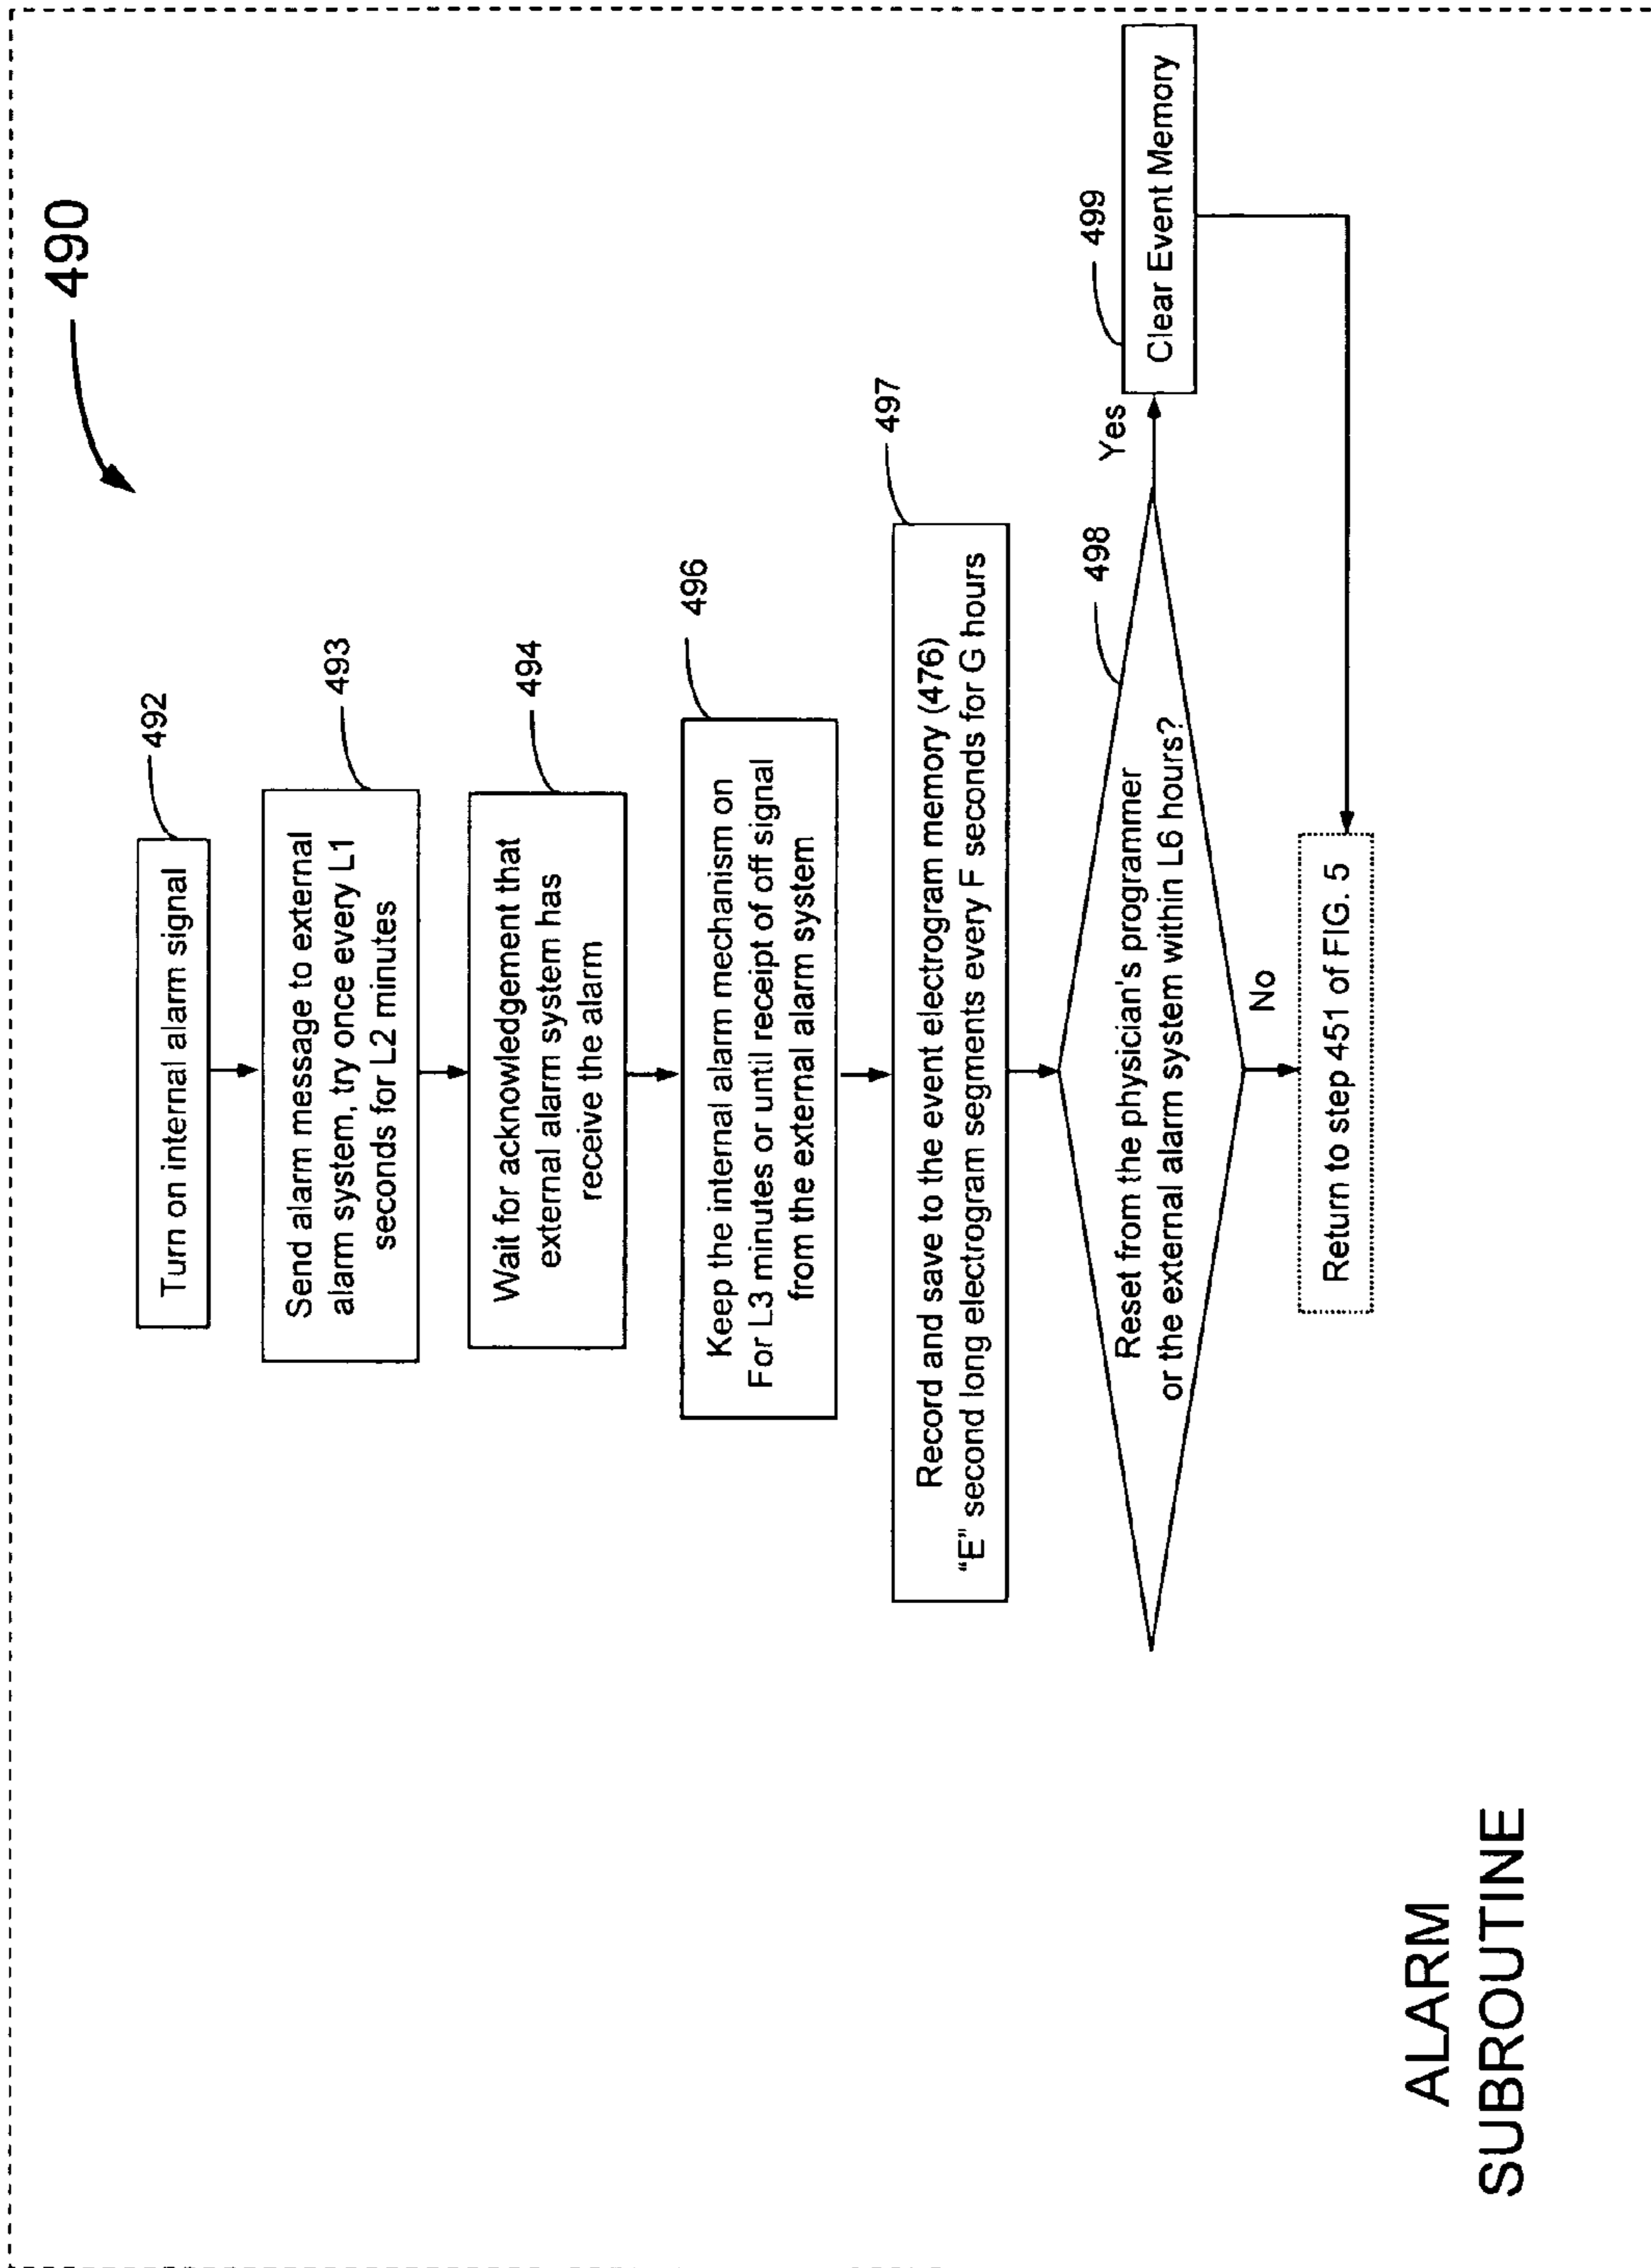 490
492
Turn on internal alarm signal
493
Send alarm message to external
alarm system, try once every L1
seconds for L2 minutes
494
Wait for acknowledgement that
external alarm system has
receive the alarm
496
Keep the internal alarm mechanism on
For L3 minutes or until receipt of off signal
from the external alarm system
497
Record and save to the event electrogram memory (476)
“E” second long electrogram segments every F seconds for G hours
498
Reset from the physician's programmer
or the external alarm system within L6 hours?
Yes
499
Clear Event Memory
No
Return to step 451 of FIG. 5
ALARM
SUBROUTINE